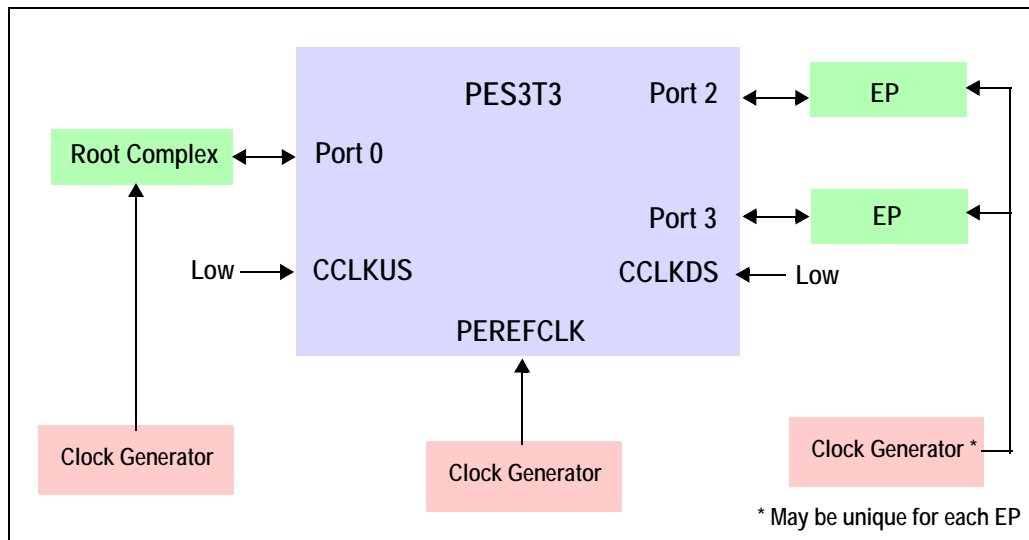 PES3T3
Port 2
EP
Root Complex
Port 0
Port 3
EP
Low
CCLKUS
CCLKDS
Low
PEREFCLK
Clock Generator
Clock Generator
Clock Generator *
* May be unique for each EP